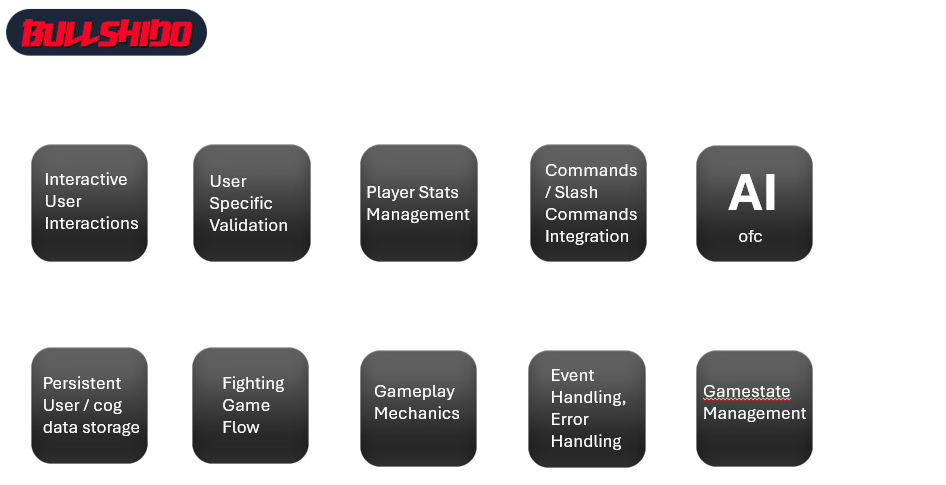 BULLSHIDO
Interactive
User
Interactions
User
Specific
Validation
Player Stats
Management
Commands
/ Slash
Commands
Integration
AI
ofc
Persistent
User / cog
data storage
Fighting
Game
Flow
Gameplay
Mechanics
Event
Handling,
Error
Handling
Gamestate
Management